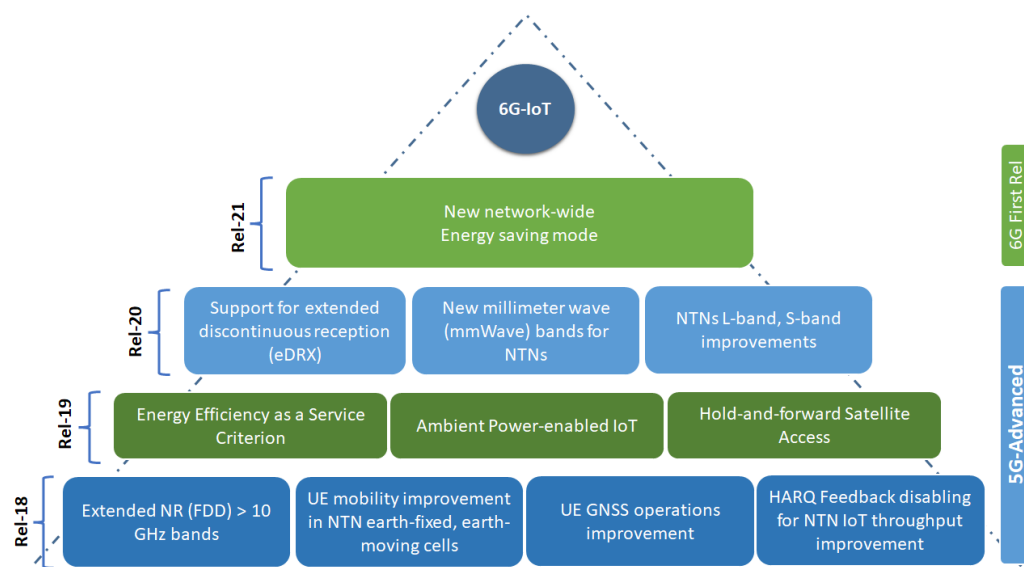 6G-IoT
Rel-21
New network-wide
Energy saving mode
6G First Rel
Rel-20
Support for extended
discontinuous reception
(eDRX)
New millimeter wave
(mmWave) bands for
NTNs
NTNs L-band, S-band
improvements
Rel-19
Energy Efficiency as a Service
Criterion
Ambient Power-enabled IoT
Hold-and-forward Satellite
Access
5G-Advanced
Rel-18
Extended NR (FDD) > 10
GHz bands
UE mobility improvement
in NTN earth-fixed, earth-
moving cells
UE GNSS operations
improvement
HARQ Feedback disabling
for NTN IoT throughput
improvement